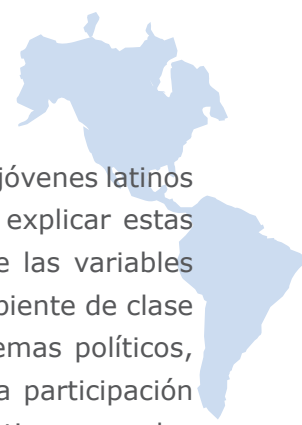 jóvenes latinos
explicar estas
e las variables
biente de clase
emas políticos,
a participación